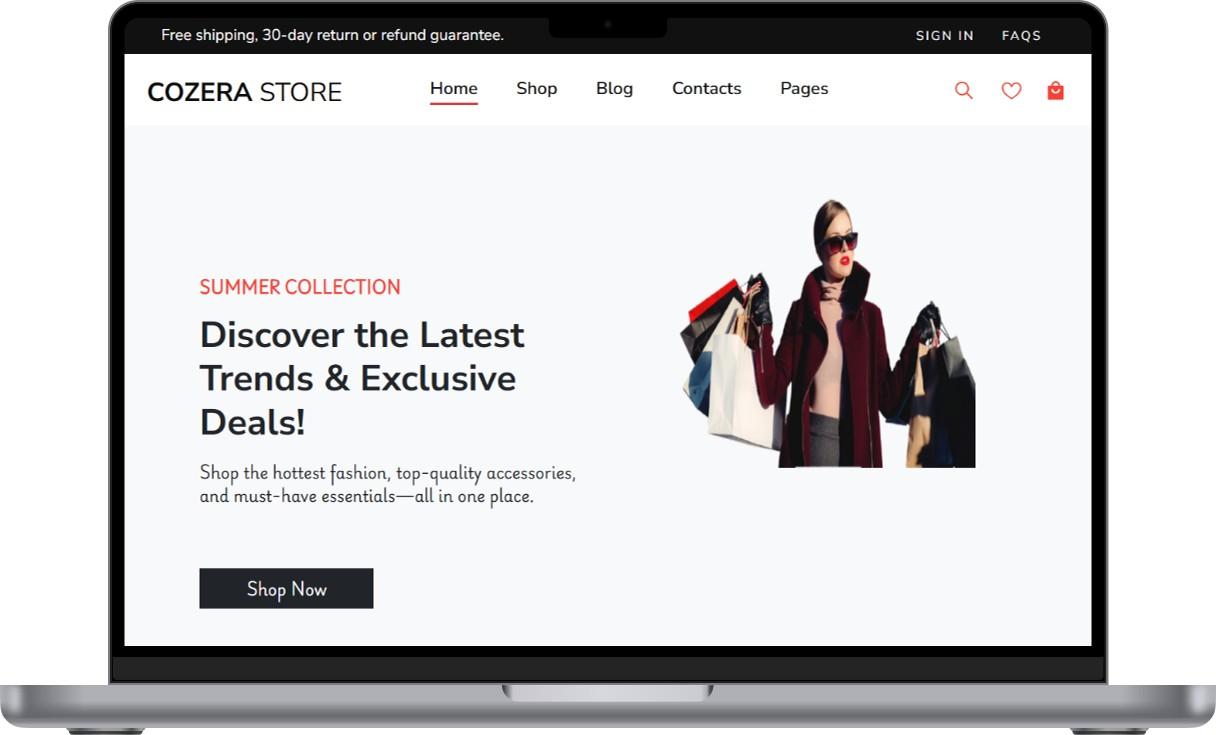 Free shipping, 30-day return or refund guarantee.
SIGN IN FAQS
COZERA STORE
Home Shop Blog Contacts Pages
SUMMER COLLECTION
Discover the Latest
Trends & Exclusive
Deals!
Shop the hottest fashion, top-quality accessories,
and must-have essentials—all in one place.
Shop Now